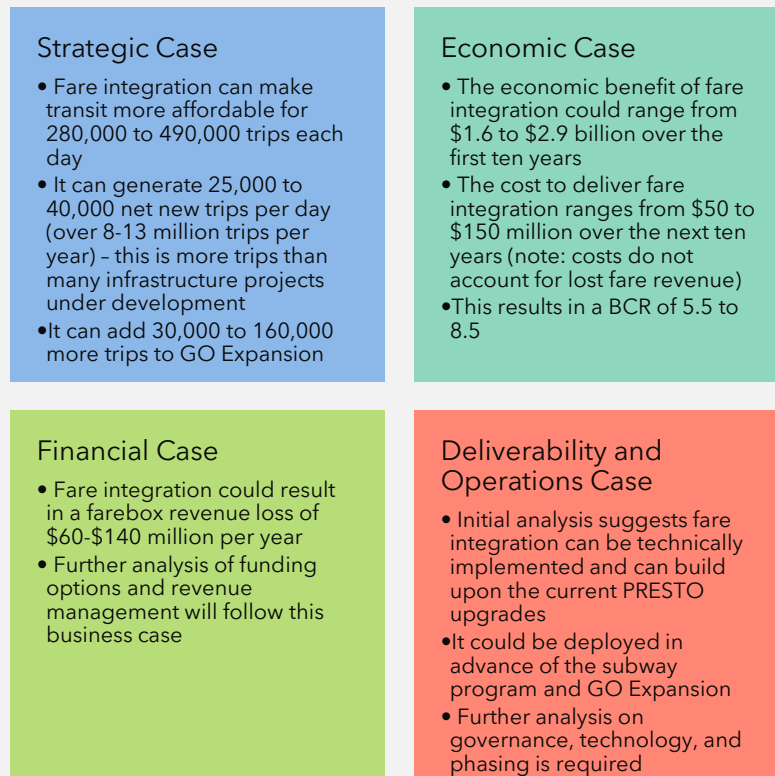 Strategic Case
• Fare integration can make
transit more affordable for
280,000 to 490,000 trips each
day
• It can generate 25,000 to
40,000 net new trips per day
(over 8-13 million trips per
year) – this is more trips than
many infrastructure projects
under development
•It can add 30,000 to 160,000
more trips to GO Expansion
Economic Case
• The economic benefit of fare
integration could range from
$1.6 to $2.9 billion over the
first ten years
• The cost to deliver fare
integration ranges from $50 to
$150 million over the next ten
years (note: costs do not
account for lost fare revenue)
•This results in a BCR of 5.5 to
8.5
Financial Case
• Fare integration could result
in a farebox revenue loss of
$60-$140 million per year
• Further analysis of funding
options and revenue
management will follow this
business case
Deliverability and
Operations Case
• Initial analysis suggests fare
integration can be technically
implemented and can build
upon the current PRESTO
upgrades
•It could be deployed in
advance of the subway
program and GO Expansion
• Further analysis on
governance, technology, and
phasing is required